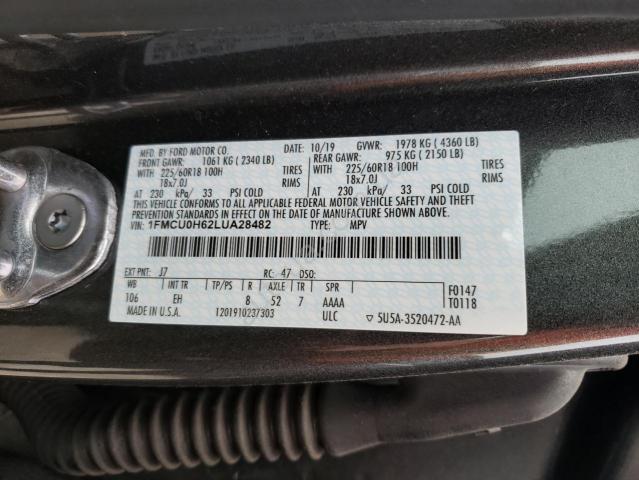 MFD. BY FORD MOTOR CO. DATE: 10/19 GVWR: 1978 KG ( 4360 LB)
FRONT GAWR: 1061 KG ( 2340 LB) REAR GAWR: 975 KG ( 2150 LB)
WITH 225/60R18 100H TIRES WITH 225/60R18 100H TIRES
18x7.0J RIMS 18x7.0J RIMS
AT 230 kPa/ 33 PSI COLD AT 230 kPa/ 33 PSI COLD
THIS VEHICLE CONFORMS TO ALL APPLICABLE FEDERAL MOTOR VEHICLE SAFETY AND THEFT
PREVENTION STANDARDS IN EFFECT ON THE DATE OF MANUFACTURE SHOWN ABOVE.
VIN: 1FMCU0H62LUA28482 TYPE: MPV
EXT PNT: J7 RC: 47 DSO: F0147
WB INT TR TP/PS R AXLE TR SPR T0118
106 EH 8 52 7 AAAA
MADE IN U.S.A. 1201910237303 ULC ▽ 5U5A-3520472-AA